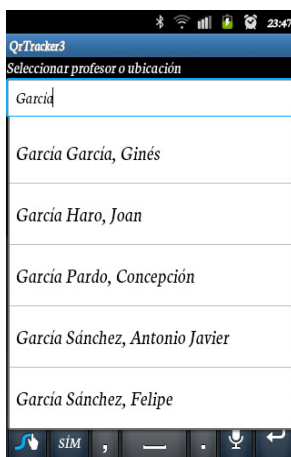 23:47
QrTracker3
Seleccionar profesor o ubicación
García
García García, Ginés
García Haro, Joan
García Pardo, Concepción
García Sánchez, Antonio Javier
García Sánchez, Felipe
SÍM , .